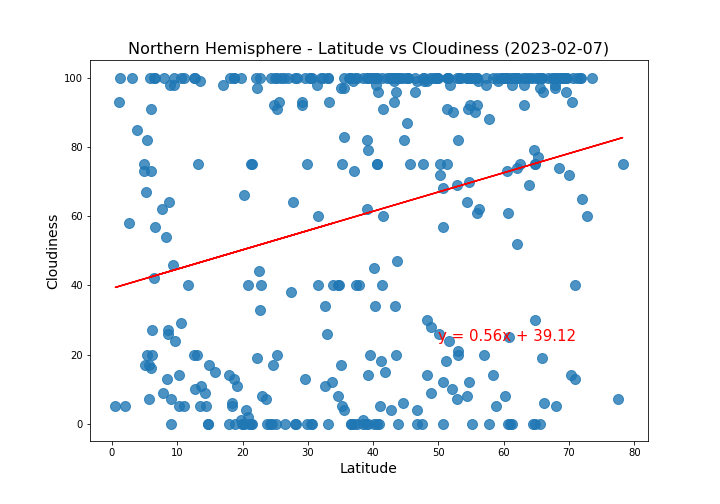 Northern Hemisphere - Latitude vs Cloudiness (2023-02-07)
100
80
60
40
20
0
Cloudiness
y = 0.56x + 39.12
0 10 20 30 40 50 60 70 80
Latitude